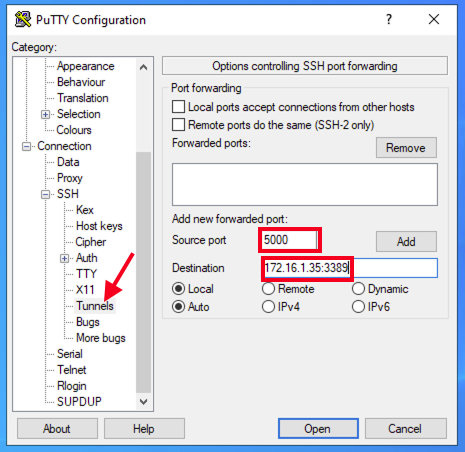 PuTTY Configuration
?
Category:
Appearance
Behaviour
Translation
Selection
Colours
Connection
Data
Proxy
SSH
Kex
Host keys
Cipher
Auth
TTY
X11
Tunnels
Bugs
More bugs
Serial
Telnet
Rlogin
SUPDUP
Options controlling SSH port forwarding
Port forwarding
Local ports accept connections from other hosts
Remote ports do the same (SSH-2 only)
Forwarded ports:
Remove
Add new forwarded port:
Source port 5000 Add
Destination 172.16.1.35:3389
Local Remote Dynamic
Auto IPv4 IPv6
About Help Open Cancel